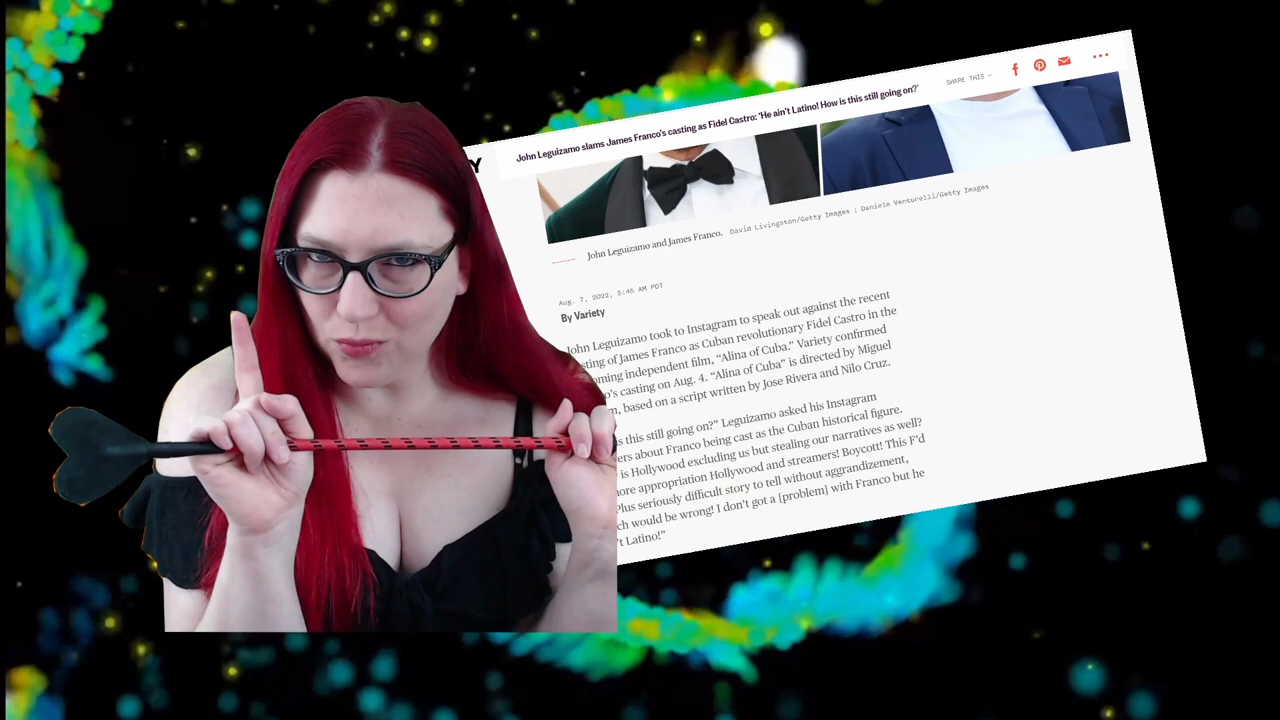 Y
John Leguizamo slams James Franco's casting as Fidel Castro: 'He ain't Latino! How is this still going on?'
SHARE THIS —
John Leguizamo and James Franco. David Livingston/Getty Images ; Daniele Venturelli/Getty Images
Aug. 7, 2022, 5:45 AM PDT
By Variety
John Leguizamo took to Instagram to speak out against the recent
sting of James Franco as Cuban revolutionary Fidel Castro in the
oming independent film, “Alina of Cuba.” Variety confirmed
o's casting on Aug. 4. “Alina of Cuba” is directed by Miguel
m, based on a script written by Jose Rivera and Nilo Cruz.
is this still going on?” Leguizamo asked his Instagram
ers about Franco being cast as the Cuban historical figure.
is Hollywood excluding us but stealing our narratives as well?
ore appropriation Hollywood and streamers! Boycott! This F'd
Plus seriously difficult story to tell without aggrandizement,
ch would be wrong! I don't got a [problem] with Franco but he
't Latino!”